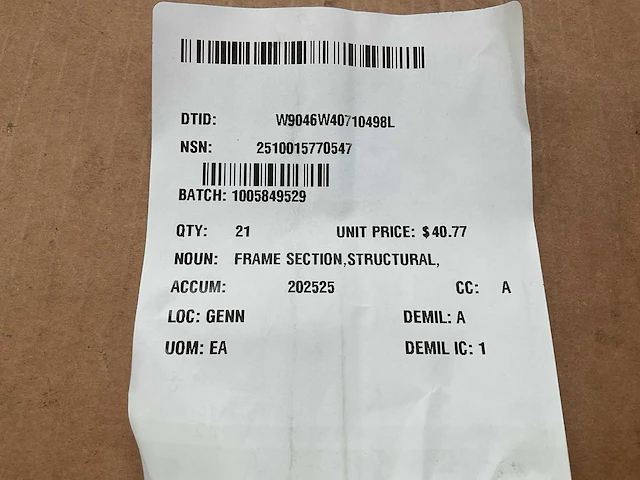 DTID: W9046W40710498L
NSN: 2510015770547
BATCH: 1005849529
QTY: 21 UNIT PRICE: $40.77
NOUN: FRAME SECTION,STRUCTURAL,
ACCUM: 202525 CC: A
LOC: GENN DEMIL: A
UOM: EA DEMIL IC: 1